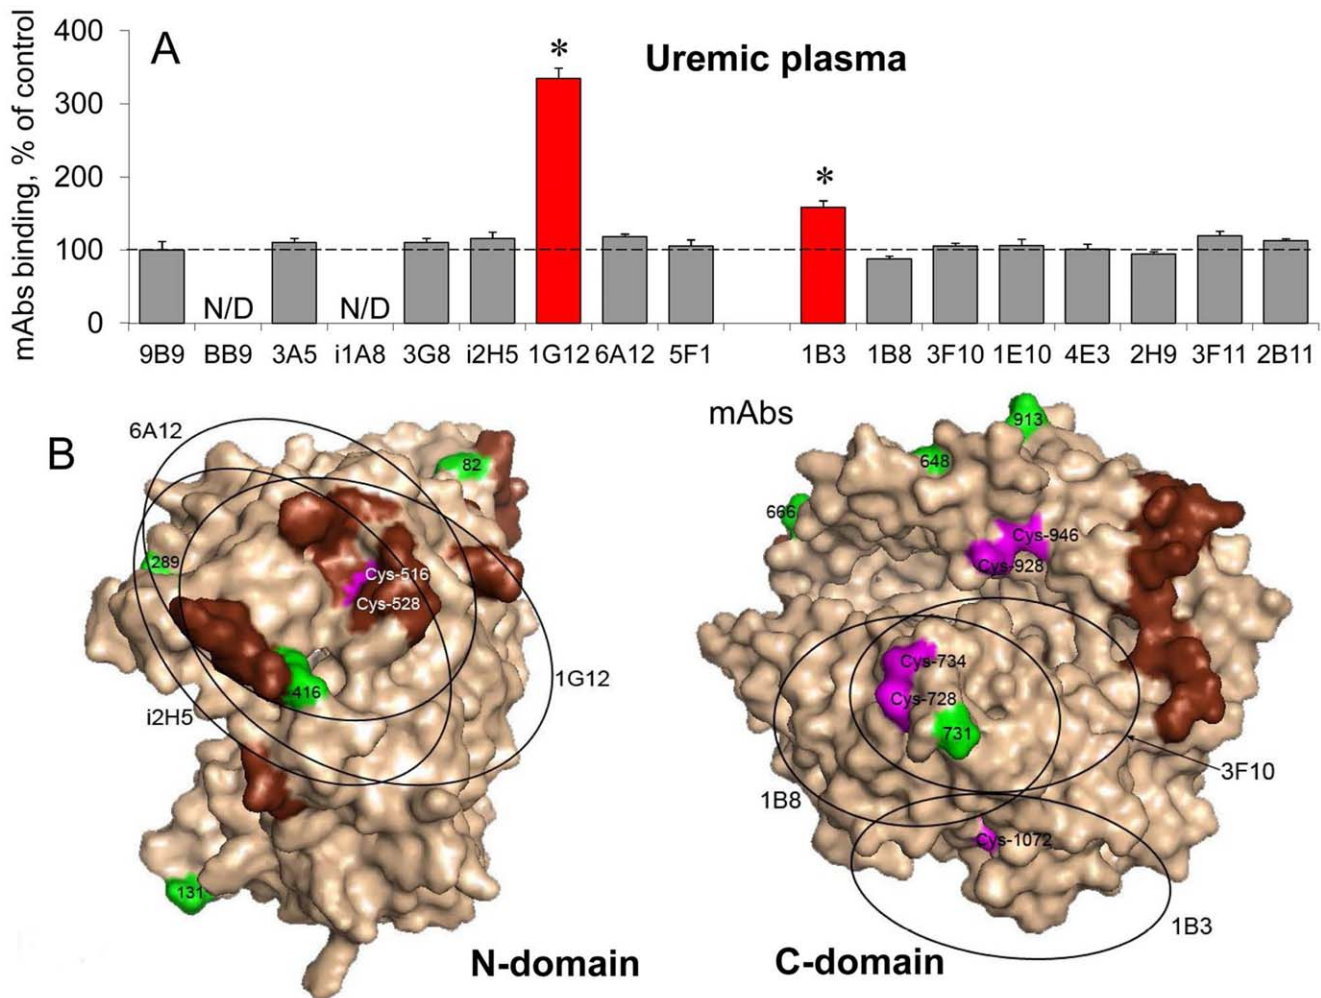 400
A
Uremic plasma
*
300
200
*
100
0
mAbs binding, % of control
N/D
N/D
9B9 BB9 3A5 i1A8 3G8 i2H5 1G12 6A12 5F1 1B3 1B8 3F10 1E10 4E3 2H9 3F11 2B11
mAbs
B
6A12
82
289
Cys-516
Cys-528
416
1G12
i2H5
131
N-domain
913
648
666
Cys-946
Cys-928
Cys-734
Cys-728
731
3F10
1B8
Cys-1072
1B3
C-domain